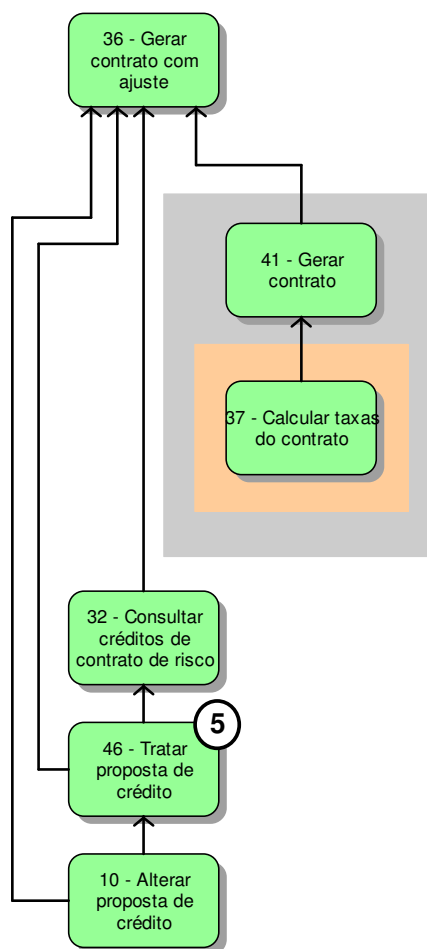 36 - Gerar
contrato com
ajuste
41 - Gerar
contrato
37 - Calcular taxas
do contrato
32 - Consultar
créditos de
contrato de risco
5
46 - Tratar
proposta de
crédito
10 - Alterar
proposta de
crédito